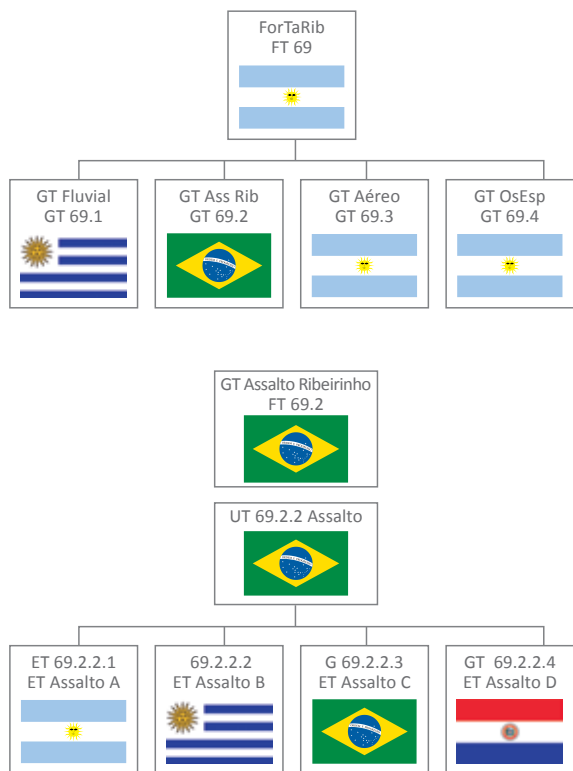 ForTaRib
FT 69
GT Fluvial
GT 69.1
GT Ass Rib
GT 69.2
GT Aéreo
GT 69.3
GT OsEsp
GT 69.4
GT Assalto Ribeirinho
FT 69.2
UT 69.2.2 Assalto
ET 69.2.2.1
ET Assalto A
69.2.2.2
ET Assalto B
G 69.2.2.3
ET Assalto C
GT 69.2.2.4
ET Assalto D